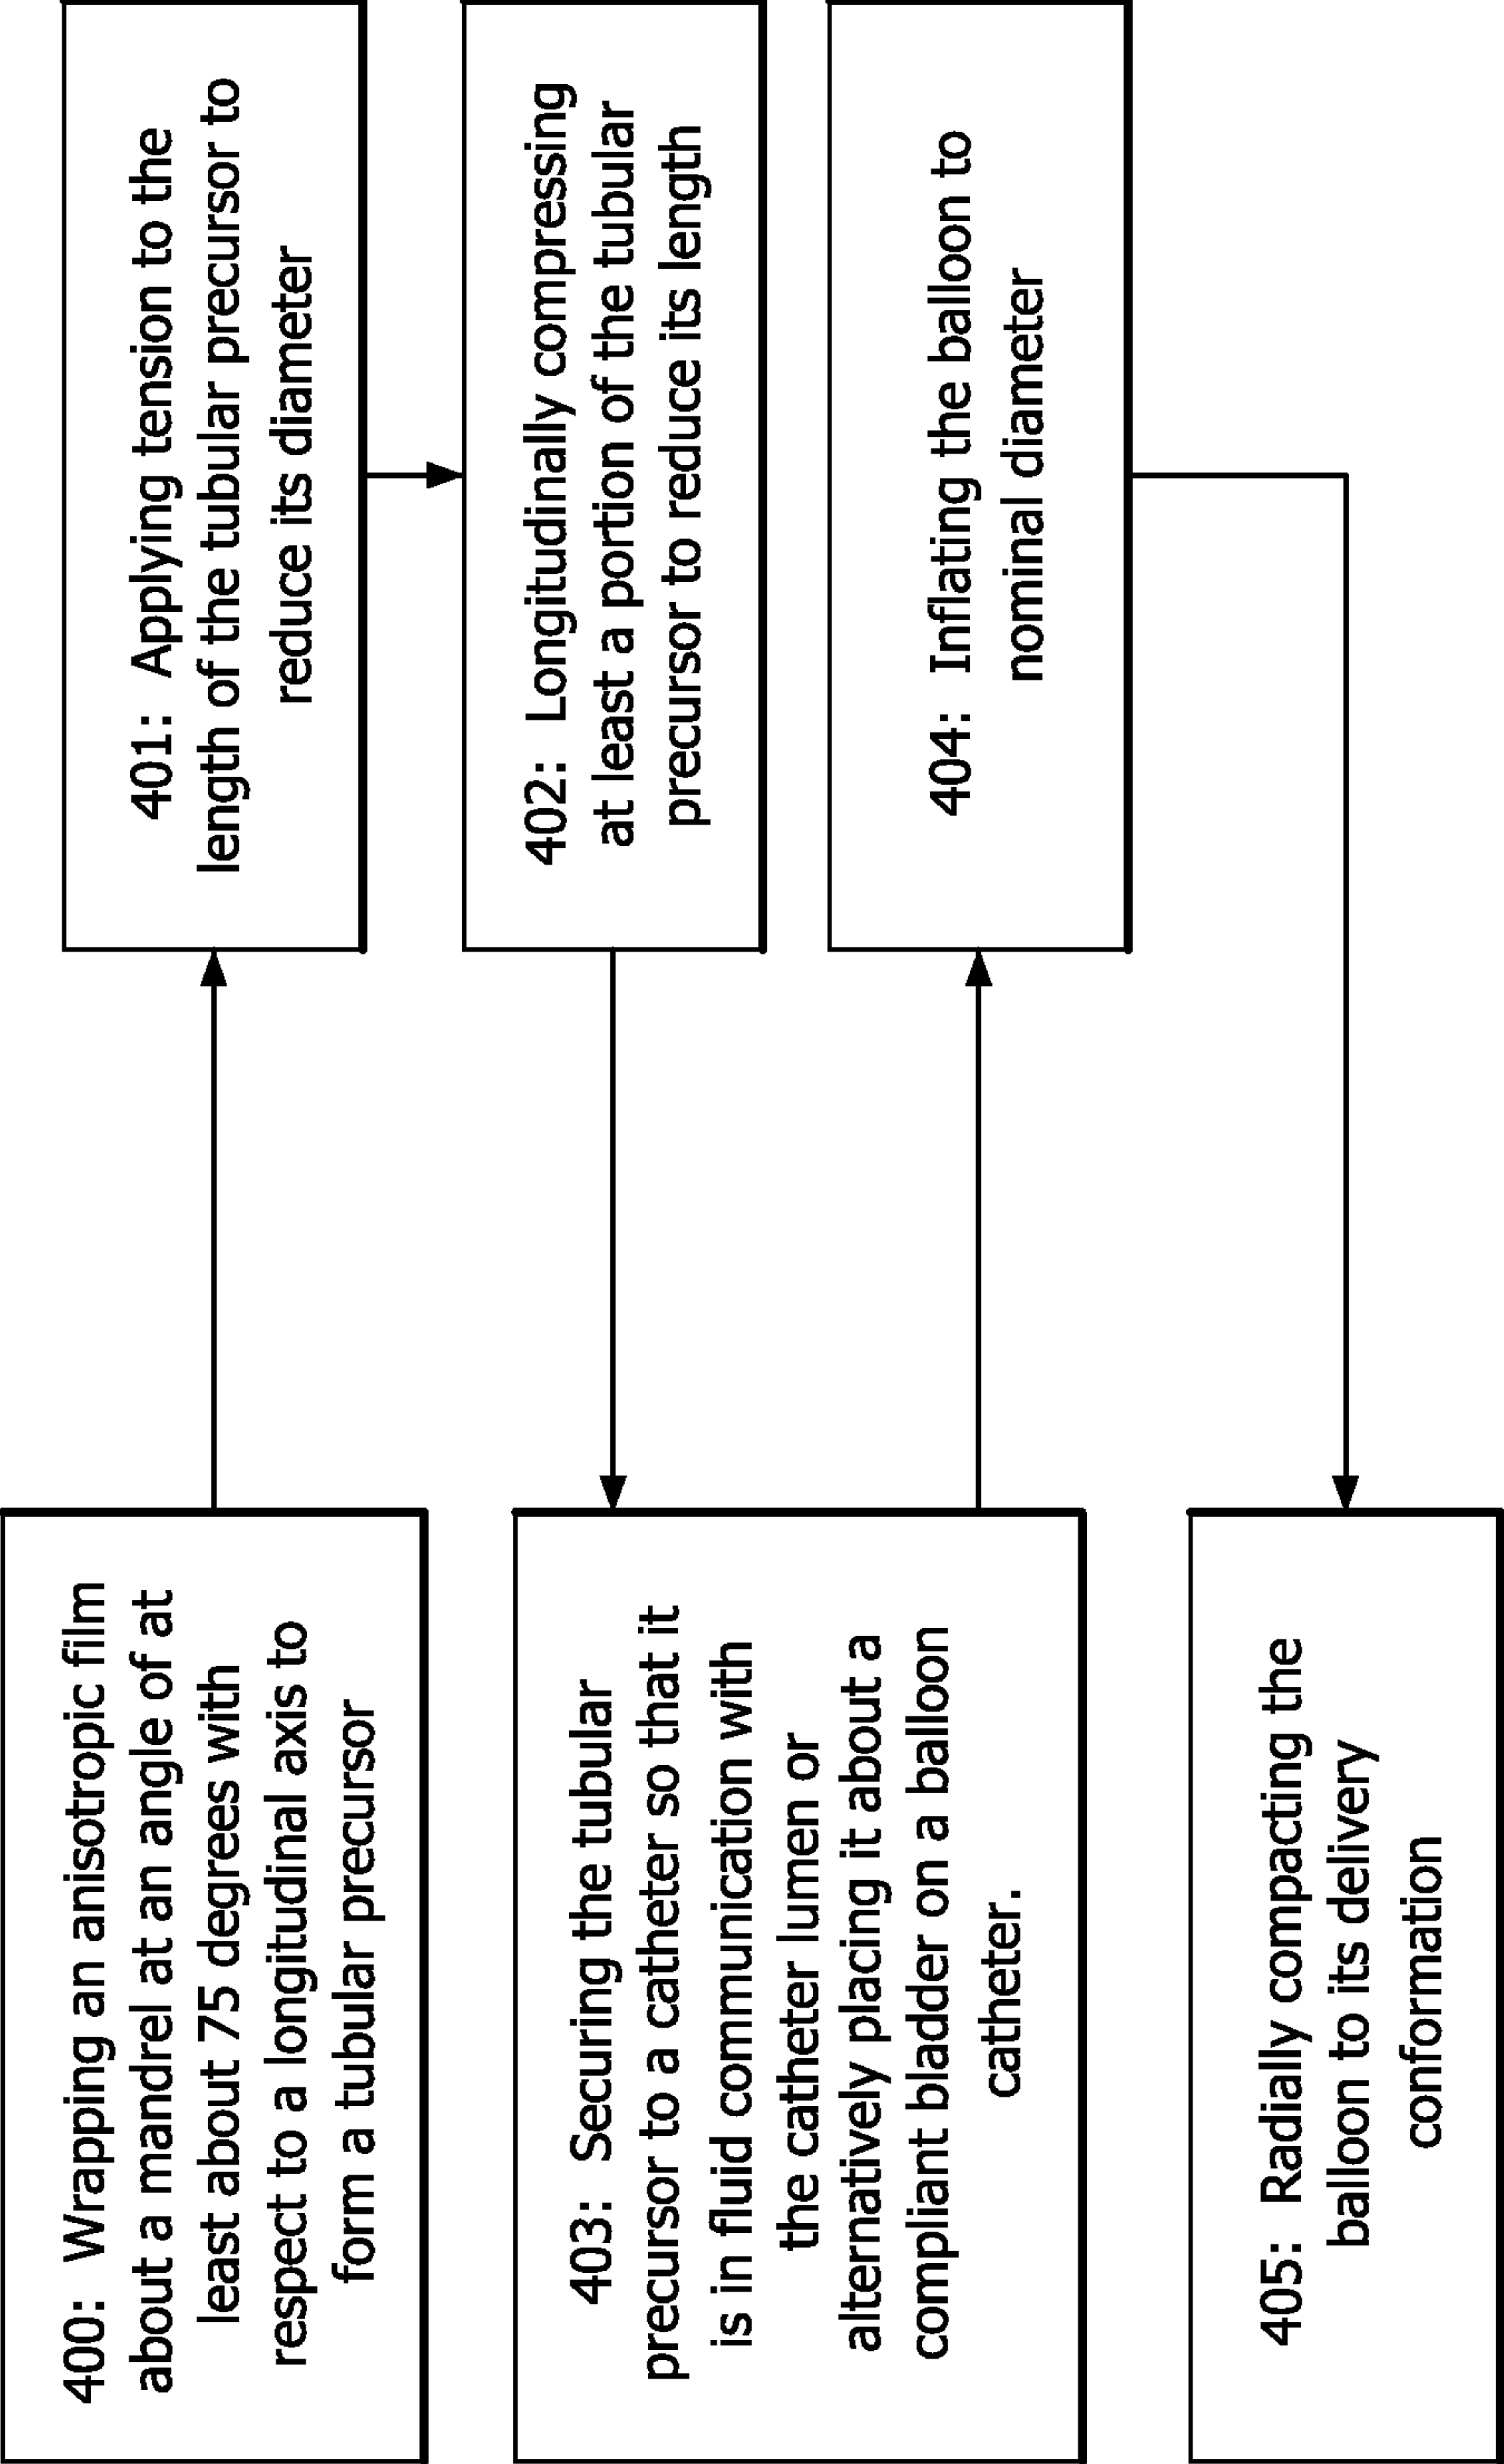 400: Wrapping an anisotropic film
about a mandrel at an angle of at
least about 75 degrees with
respect to a longitudinal axis to
form a tubular precursor
401: Applying tension to the
length of the tubular precursor to
reduce its diameter
402: Longitudinally compressing
at least a portion of the tubular
precursor to reduce its length
403: Securing the tubular
precursor to a catheter so that it
is in fluid communication with
the catheter lumen or
alternatively placing it about a
compliant bladder on a balloon
catheter.
404: Inflating the balloon to
nominal diameter
405: Radially compacting the
balloon to its delivery
conformation